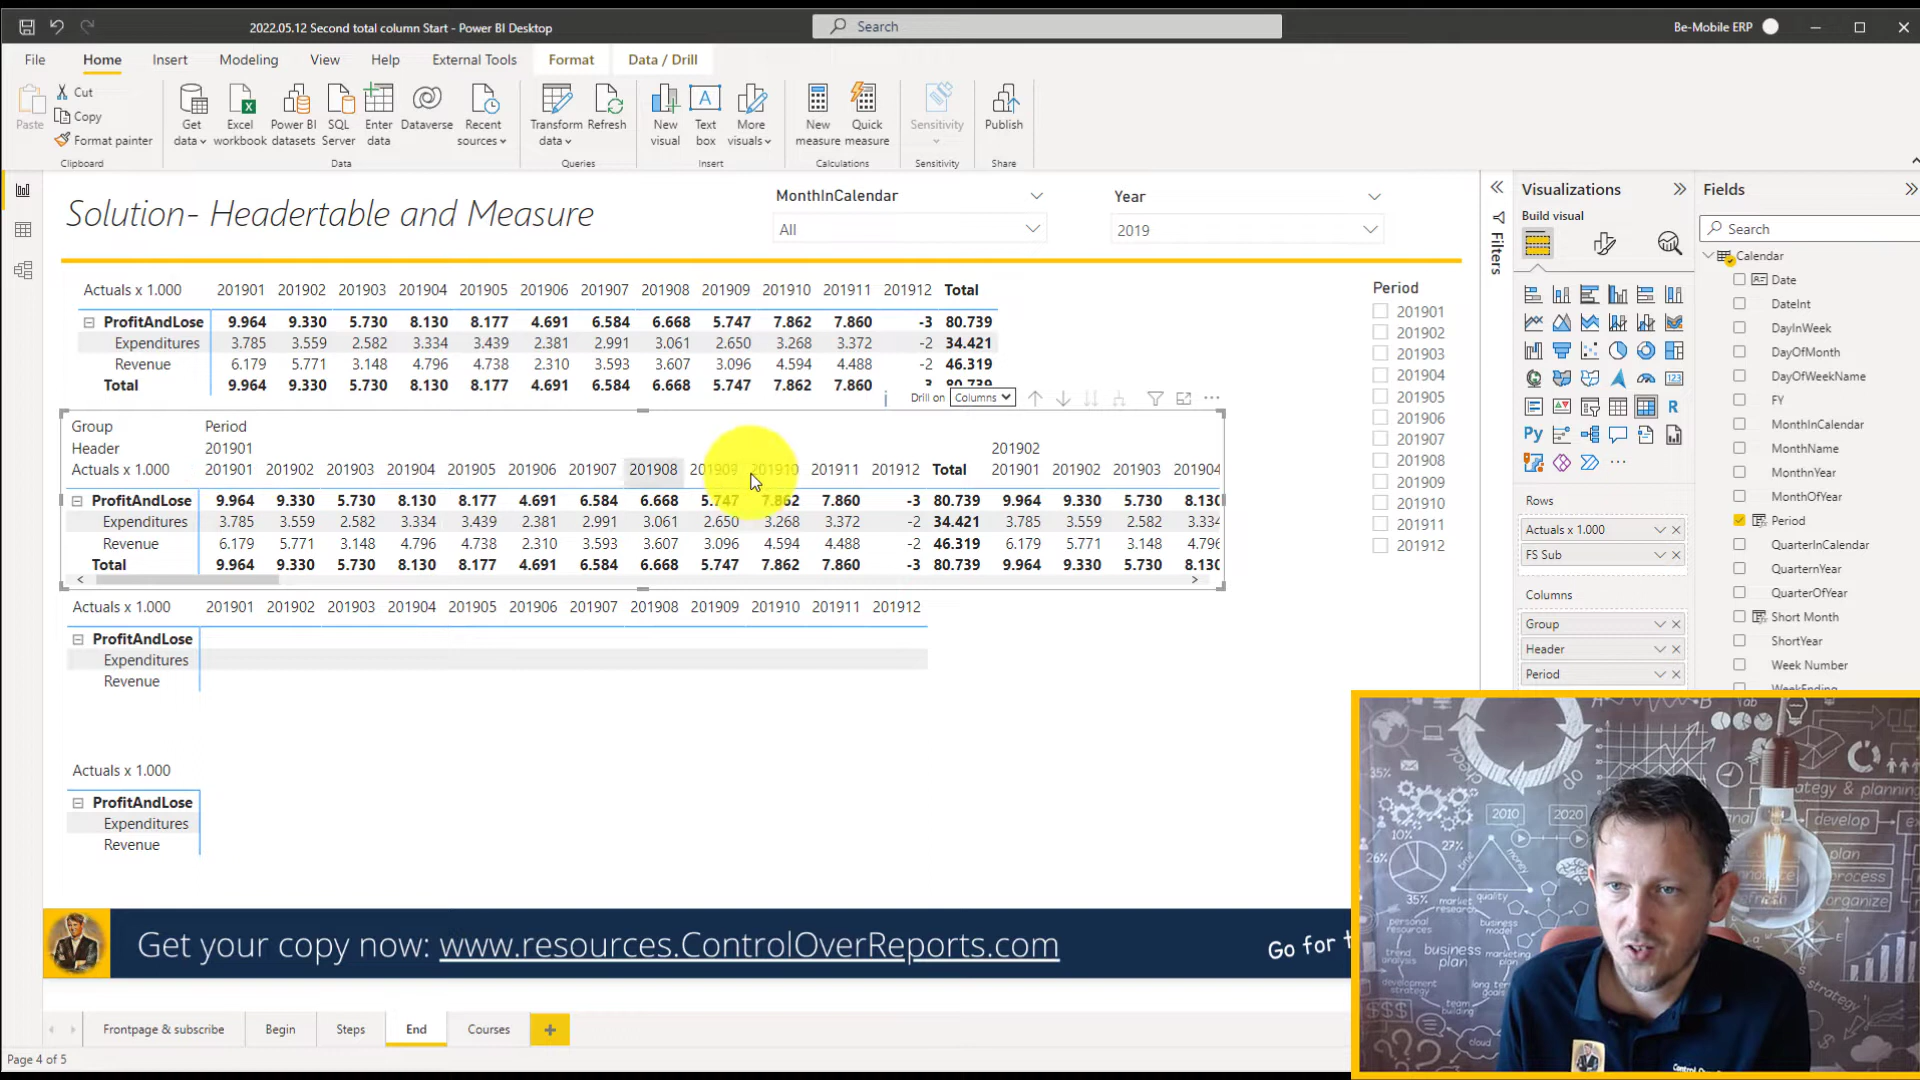 2022.05.12 Second total column Start - Power BI Desktop
Search
Be-Mobile ERP
File Home Insert Modeling View Help External Tools Format Data / Drill
Paste
Cut
Copy
Format painter
Clipboard
Get data
Excel workbook
Power BI datasets
SQL Server
Enter data
Dataverse
Recent sources
Data
Transform data
Refresh
Queries
New visual
Text box
More visuals
Insert
New measure
Quick measure
Calculations
Sensitivity
Sensitivity
Publish
Share
Solution- Headertable and Measure
MonthInCalendar
All
Year
2019
Actuals x 1.000 201901 201902 201903 201904 201905 201906 201907 201908 201909 201910 201911 201912 Total
ProfitAndLose 9.964 9.330 5.730 8.130 8.177 4.691 6.584 6.668 5.747 7.862 7.860 -3 80.739
Expenditures 3.785 3.559 2.582 3.334 3.439 2.381 2.991 3.061 2.650 3.268 3.372 -2 34.421
Revenue 6.179 5.771 3.148 4.796 4.738 2.310 3.593 3.607 3.096 4.594 4.488 -2 46.319
Total 9.964 9.330 5.730 8.130 8.177 4.691 6.584 6.668 5.747 7.862 7.860 3 80.739
Drill on Columns
Group Period
Header 201901 201902
Actuals x 1.000 201901 201902 201903 201904 201905 201906 201907 201908 201909 201910 201911 201912 Total 201901 201902 201903 201904
ProfitAndLose 9.964 9.330 5.730 8.130 8.177 4.691 6.584 6.668 5.747 7.862 7.860 -3 80.739 9.964 9.330 5.730 8.130
Expenditures 3.785 3.559 2.582 3.334 3.439 2.381 2.991 3.061 2.650 3.268 3.372 -2 34.421 3.785 3.559 2.582 3.334
Revenue 6.179 5.771 3.148 4.796 4.738 2.310 3.593 3.607 3.096 4.594 4.488 -2 46.319 6.179 5.771 3.148 4.796
Total 9.964 9.330 5.730 8.130 8.177 4.691 6.584 6.668 5.747 7.862 7.860 -3 80.739 9.964 9.330 5.730 8.130
Actuals x 1.000 201901 201902 201903 201904 201905 201906 201907 201908 201909 201910 201911 201912
ProfitAndLose
Expenditures
Revenue
Actuals x 1.000
ProfitAndLose
Expenditures
Revenue
Period
201901
201902
201903
201904
201905
201906
201907
201908
201909
201910
201911
201912
Filters
Visualizations
Build visual
Rows
Actuals x 1.000
FS Sub
Columns
Group
Header
Period
Fields
Search
Calendar
Date
DateInt
DayInWeek
DayOfMonth
DayOfWeekName
FY
MonthInCalendar
MonthName
MonthnYear
MonthOfYear
Period
QuarterInCalendar
QuarternYear
QuarterOfYear
Short Month
ShortYear
Week Number
WeekEnding
Get your copy now: www.resources.ControlOverReports.com
Go for t
Frontpage & subscribe Begin Steps End Courses
Page 4 of 5